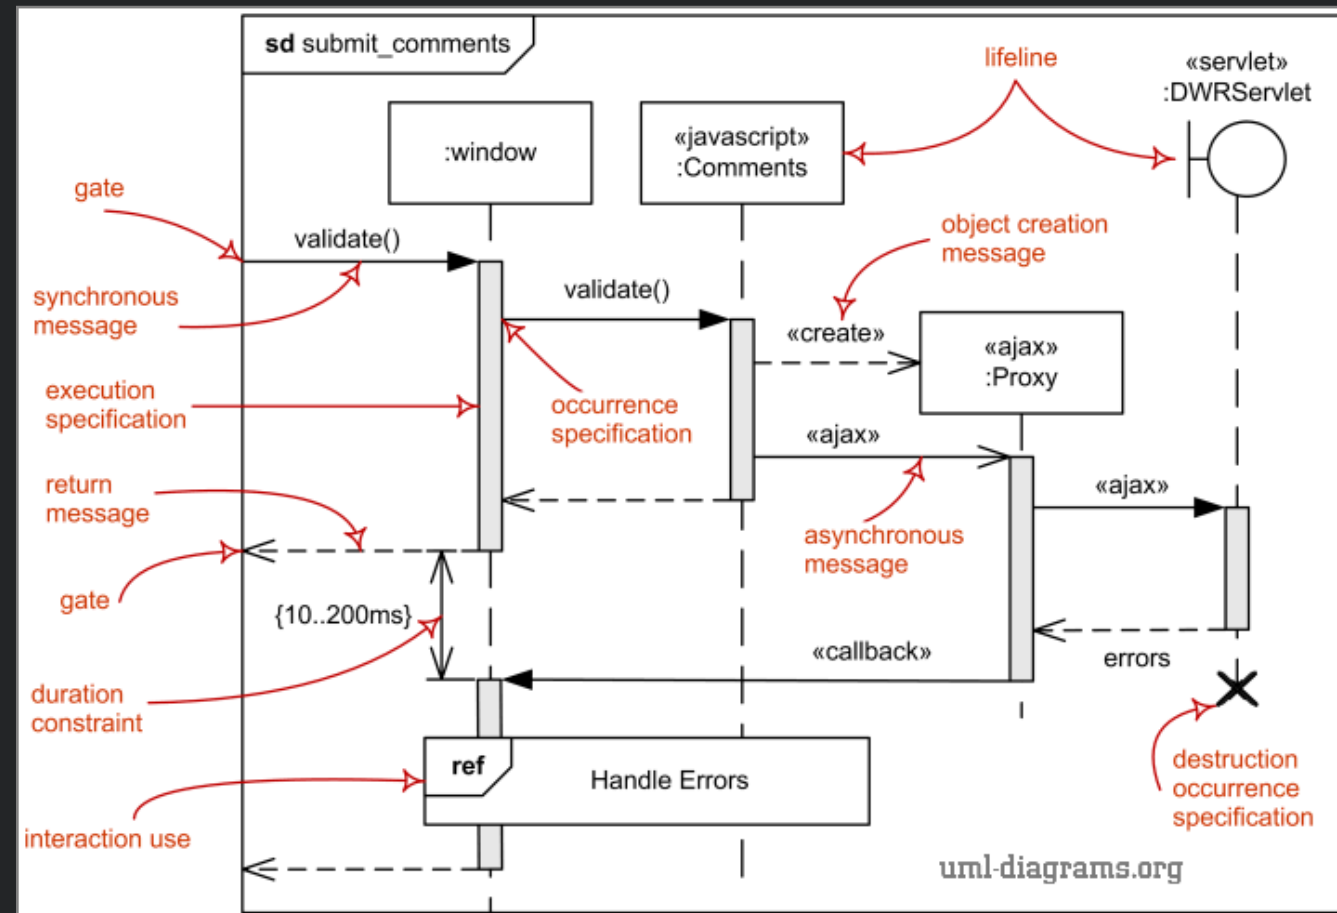 sd submit_comments
lifeline
«servlet»
:DWRServlet
:window
«javascript»
:Comments
gate
validate()
object creation
message
synchronous
message
validate()
«create»
«ajax»
:Proxy
execution
specification
occurrence
specification
«ajax»
return
message
«ajax»
asynchronous
message
gate
{10..200ms}
«callback»
errors
duration
constraint
ref
Handle Errors
destruction
occurrence
specification
interaction use
uml-diagrams.org